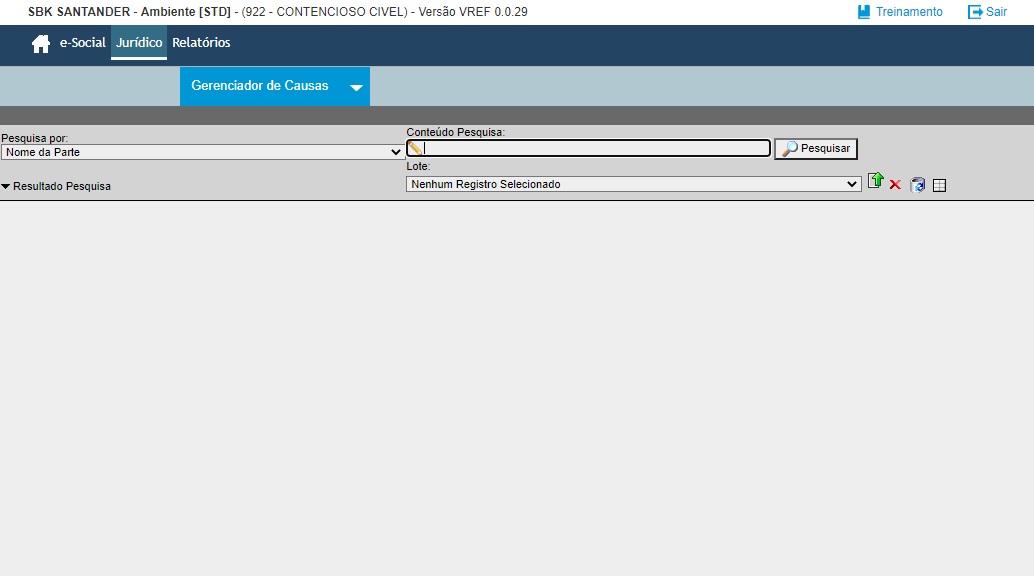 SBK SANTANDER - Ambiente [STD] - (922 - CONTENCIOSO CIVEL) - Versão VREF 0.0.29
Treinamento
Sair
e-Social
Jurídico
Relatórios
Gerenciador de Causas
Pesquisa por:
Nome da Parte
Conteúdo Pesquisa:
Pesquisar
Lote:
Nenhum Registro Selecionado
Resultado Pesquisa